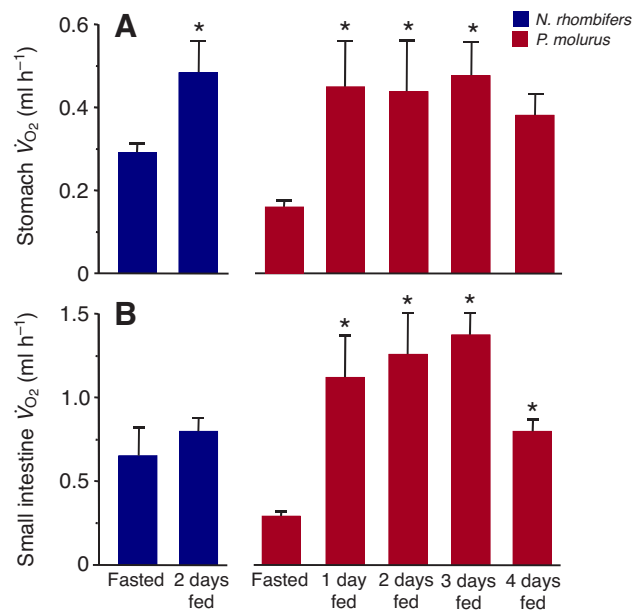 A
N. rhombifers
P. molurus
Stomach V̇O₂ (ml h⁻¹)
0.6
0.4
0.2
0
*
*
*
*
B
Small intestine V̇O₂ (ml h⁻¹)
1.5
1.0
0.5
0
*
*
*
*
Fasted
2 days
fed
Fasted
1 day
fed
2 days
fed
3 days
fed
4 days
fed